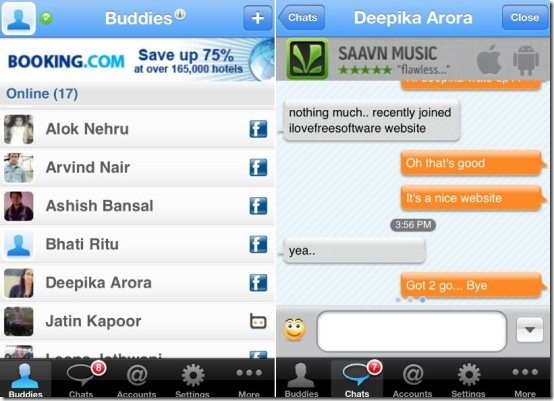 Buddies
BOOKING.COM
Save up 75%
at over 165,000 hotels
Online (17)
Alok Nehru
Arvind Nair
Ashish Bansal
Bhati Ritu
Deepika Arora
Jatin Kapoor
Buddies
8
Chats
Accounts
Settings
More
Chats
Deepika Arora
Close
SAAVN MUSIC
"flawless..."
nothing much.. recently joined
ilovefreesoftware website
Oh that's good
It's a nice website
3:56 PM
yea..
Got 2 go... Bye
Buddies
7
Chats
Accounts
Settings
More